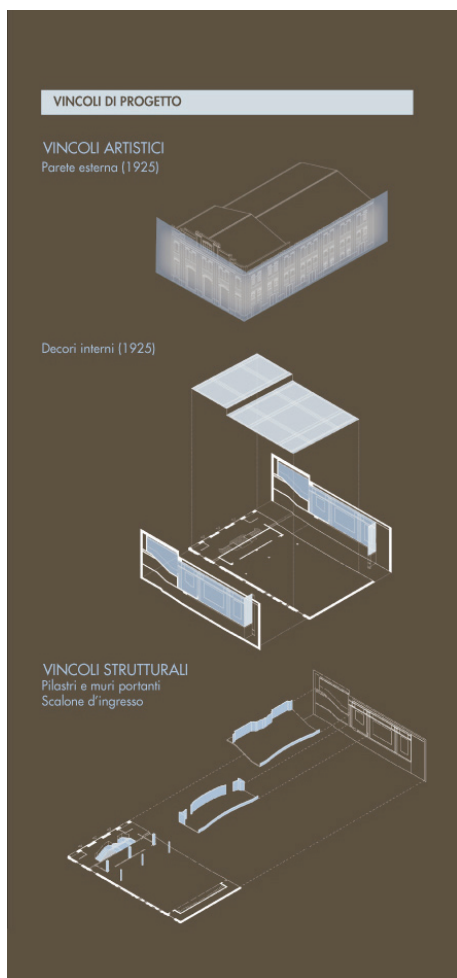 VINCOLI DI PROGETTO
VINCOLI ARTISTICI
Parete esterna (1925)
Decori interni (1925)
VINCOLI STRUTTURALI
Pilastri e muri portanti
Scalone d'ingresso